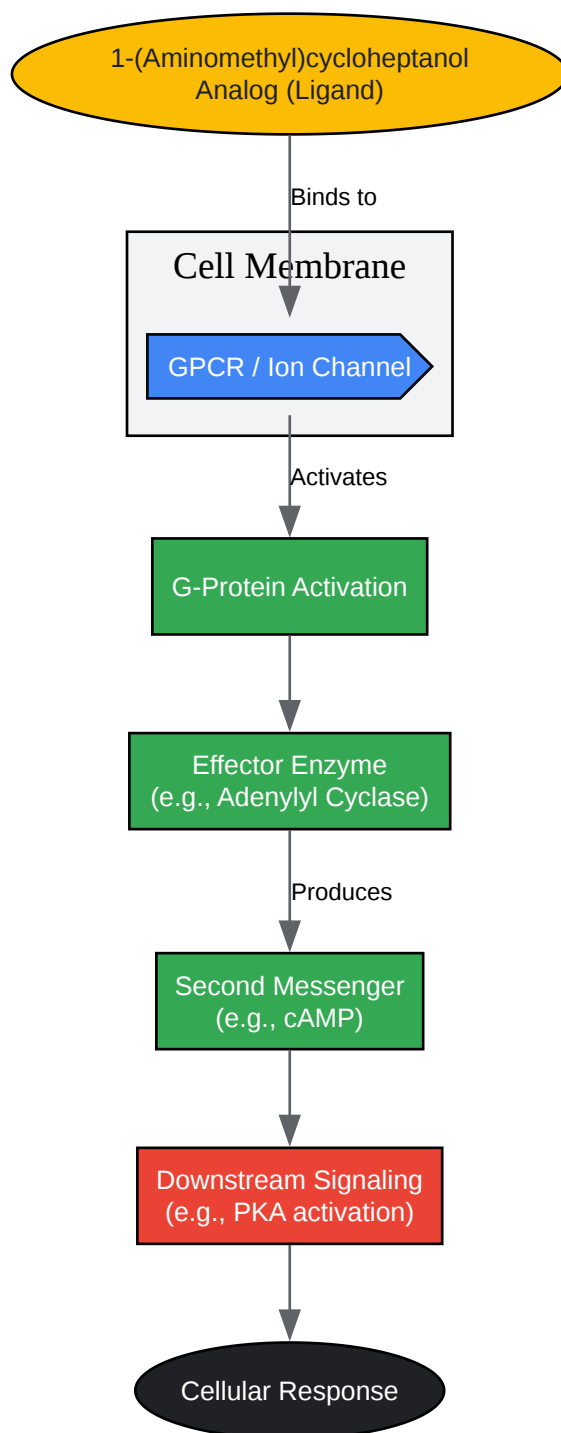 1-(Aminomethyl)cycloheptanol
Analog (Ligand)
Binds to
Cell Membrane
GPCR / Ion Channel
Activates
G-Protein Activation
Effector Enzyme
(e.g., Adenylyl Cyclase)
Produces
Second Messenger
(e.g., cAMP)
Downstream Signaling
(e.g., PKA activation)
Cellular Response